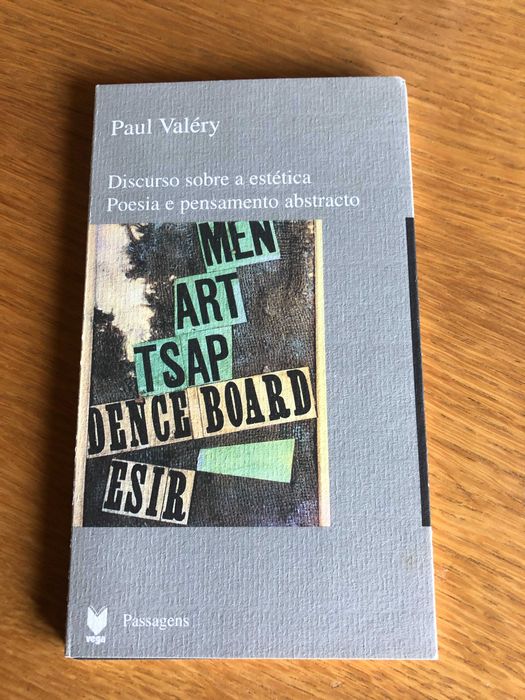 Paul Valéry
Discurso sobre a estética
Poesia e pensamento abstracto
MEN
ART
TSAP
DENCE BOARD
ESIR
vega
Passagens